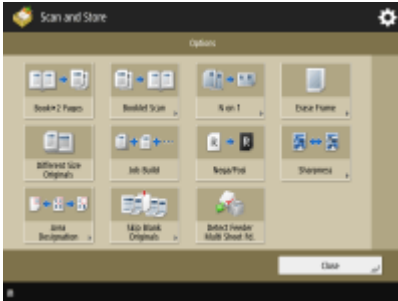 Scan and Store
Options
Book▸2 Pages
Booklet Scan
N on 1
Erase Frame
Different Size
Originals
Job Build
Nega/Posi
Sharpness
Area
Designation
Skip Blank
Originals
Detect Feeder
Multi Sheet Fd.
Close